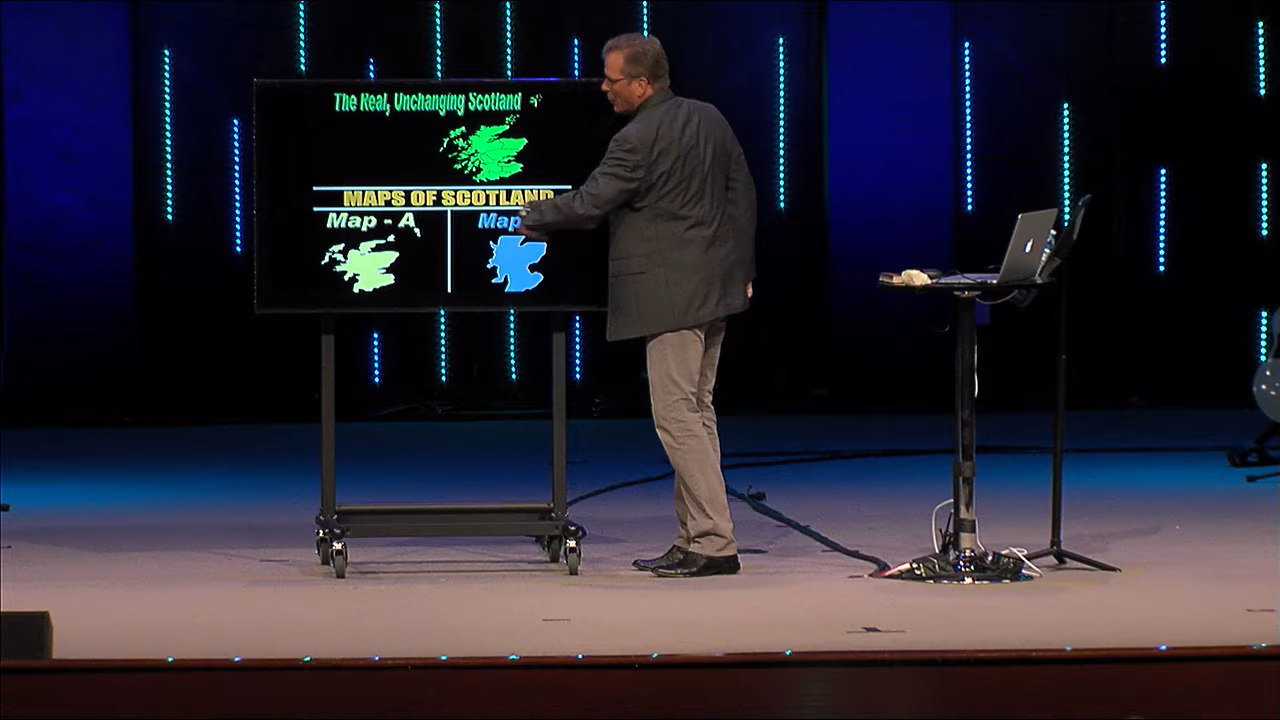 The Real, Unchanging Scotland
MAPS OF SCOTLAND
Map - A
Map